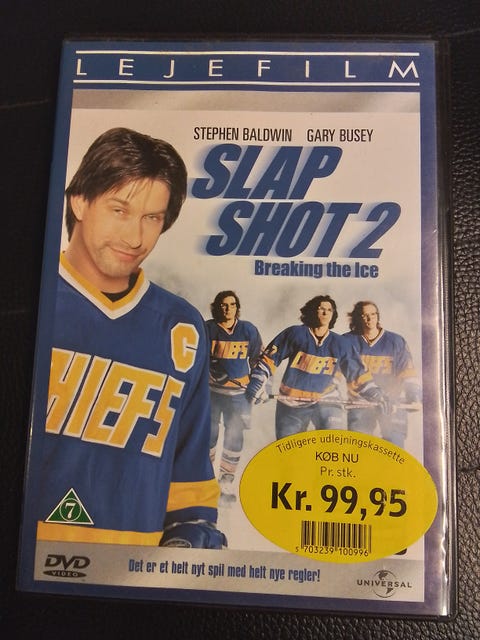 LEJEFILM
STEPHEN BALDWIN GARY BUSEY
SLAP
SHOT 2
Breaking the Ice
C
CHIEFS
HIEFS
Tidligere udlejningskassette
KØB NU
Pr. stk.
Kr. 99,95
5 703239 100996
7
DVD
VIDEO
Det er et helt nyt spil med helt nye regler!
UNIVERSAL